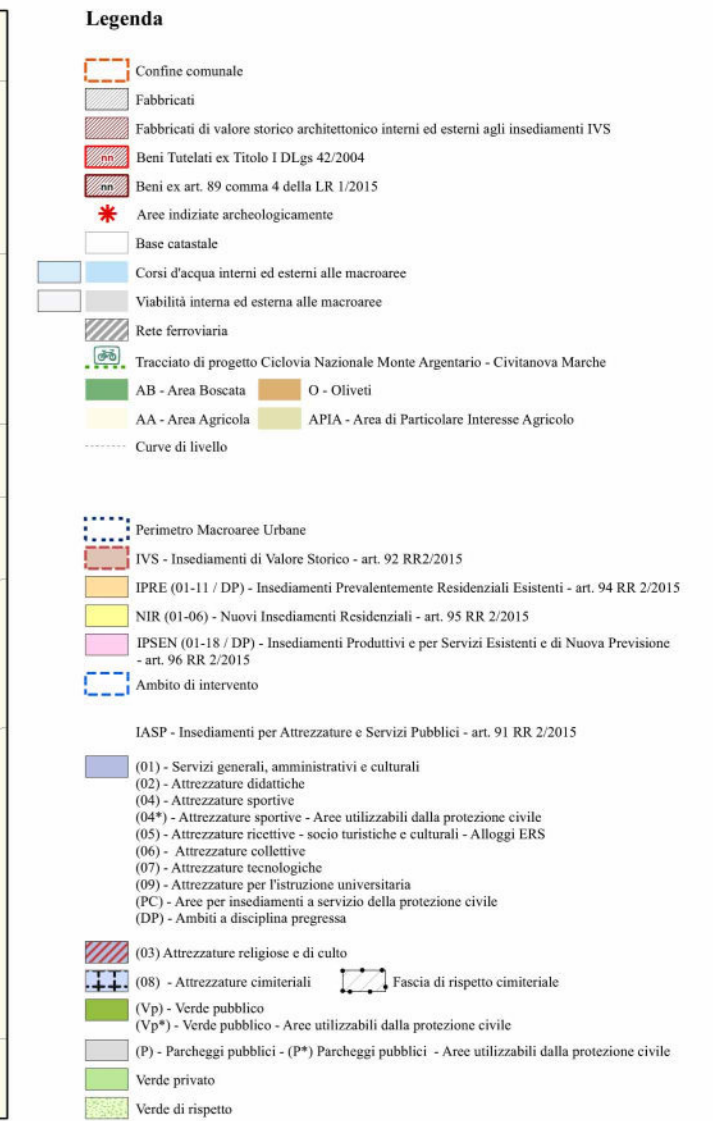 Legenda
Confine comunale
Fabbricati
Fabbricati di valore storico architettonico interni ed esterni agli insediamenti IVS
nn Beni Tutelati ex Titolo I DLgs 42/2004
nn Beni ex art. 89 comma 4 della LR 1/2015
Aree indiziate archeologicamente
Base catastale
Corsi d'acqua interni ed esterni alle macroaree
Viabilità interna ed esterna alle macroaree
Rete ferroviaria
Tracciato di progetto Ciclovia Nazionale Monte Argentario - Civitanova Marche
AB - Area Boscata O - Oliveti
AA - Area Agricola APIA - Area di Particolare Interesse Agricolo
Curve di livello
Perimetro Macroaree Urbane
IVS - Insediamenti di Valore Storico - art. 92 RR2/2015
IPRE (01-11 / DP) - Insediamenti Prevalentemente Residenziali Esistenti - art. 94 RR 2/2015
NIR (01-06) - Nuovi Insediamenti Residenziali - art. 95 RR 2/2015
IPSEN (01-18 / DP) - Insediamenti Produttivi e per Servizi Esistenti e di Nuova Previsione
- art. 96 RR 2/2015
Ambito di intervento
IASP - Insediamenti per Attrezzature e Servizi Pubblici - art. 91 RR 2/2015
(01) - Servizi generali, amministrativi e culturali
(02) - Attrezzature didattiche
(04) - Attrezzature sportive
(04*) - Attrezzature sportive - Aree utilizzabili dalla protezione civile
(05) - Attrezzature ricettive - socio turistiche e culturali - Alloggi ERS
(06) - Attrezzature collettive
(07) - Attrezzature tecnologiche
(09) - Attrezzature per l'istruzione universitaria
(PC) - Aree per insediamenti a servizio della protezione civile
(DP) - Ambiti a disciplina pregressa
(03) Attrezzature religiose e di culto
(08) - Attrezzature cimiteriali Fascia di rispetto cimiteriale
(Vp) - Verde pubblico
(Vp*) - Verde pubblico - Aree utilizzabili dalla protezione civile
(P) - Parcheggi pubblici - (P*) Parcheggi pubblici - Aree utilizzabili dalla protezione civile
Verde privato
Verde di rispetto